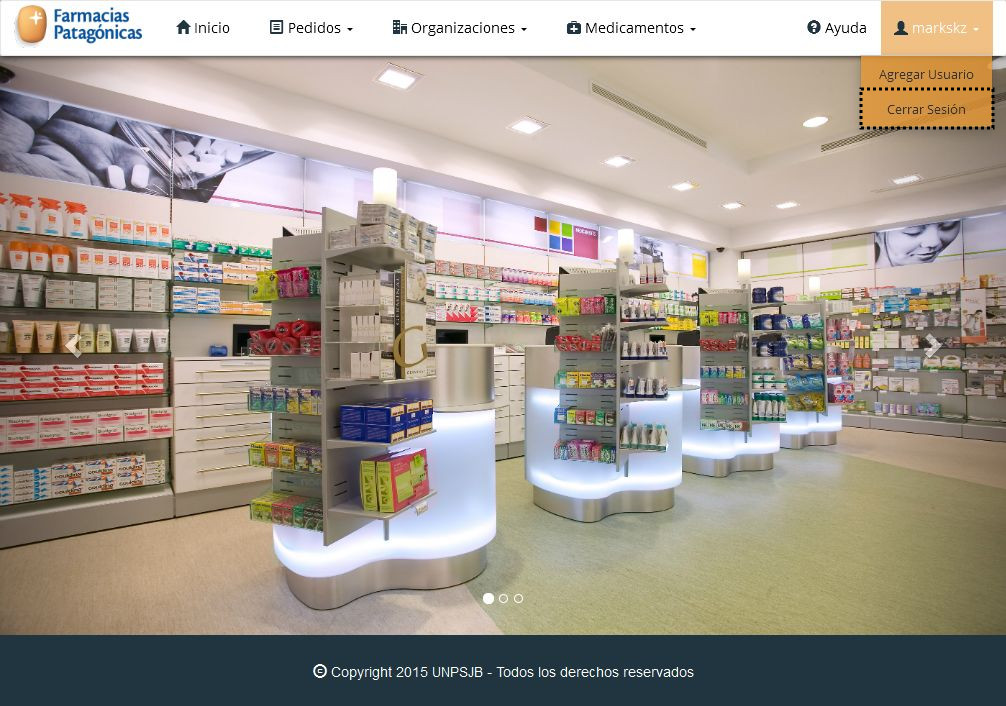 Farmacias
Patagónicas
Inicio
Pedidos
Organizaciones
Medicamentos
Ayuda
markskz
Agregar Usuario
Cerrar Sesión
G
© Copyright 2015 UNPSJB - Todos los derechos reservados